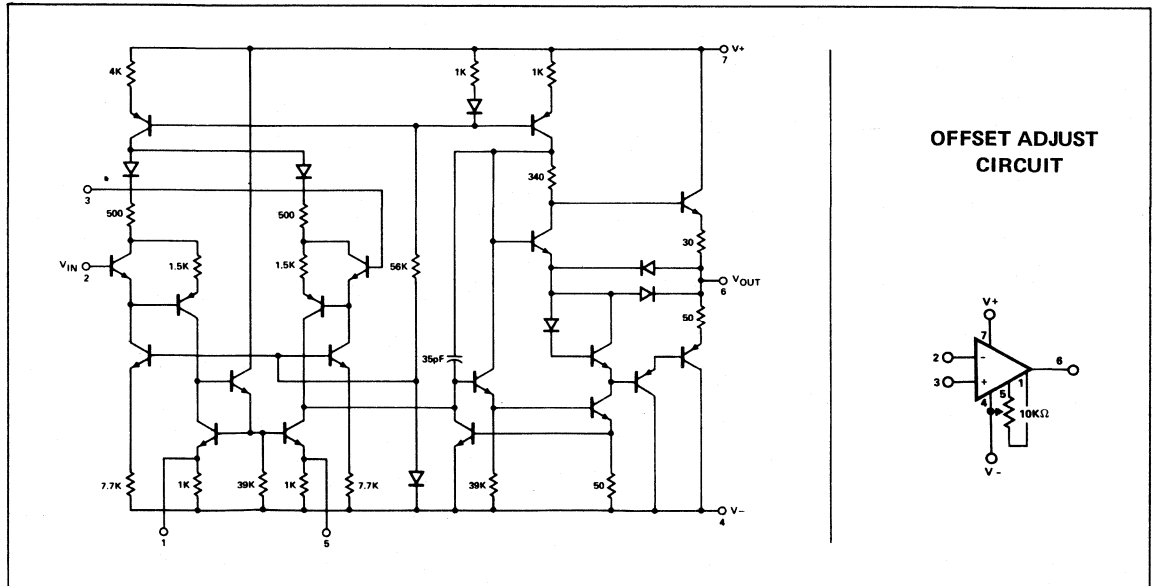 V+
7
4K
1K
1K
340
3
500
500
30
VIN
2
1.5K
1.5K
56K
VOUT
6
50
35pF
7.7K
1K
39K
1K
7.7K
39K
50
V−
4
1
5
OFFSET ADJUST
CIRCUIT
V+
7
2
−
6
3
+
1
5
4
10KΩ
V−